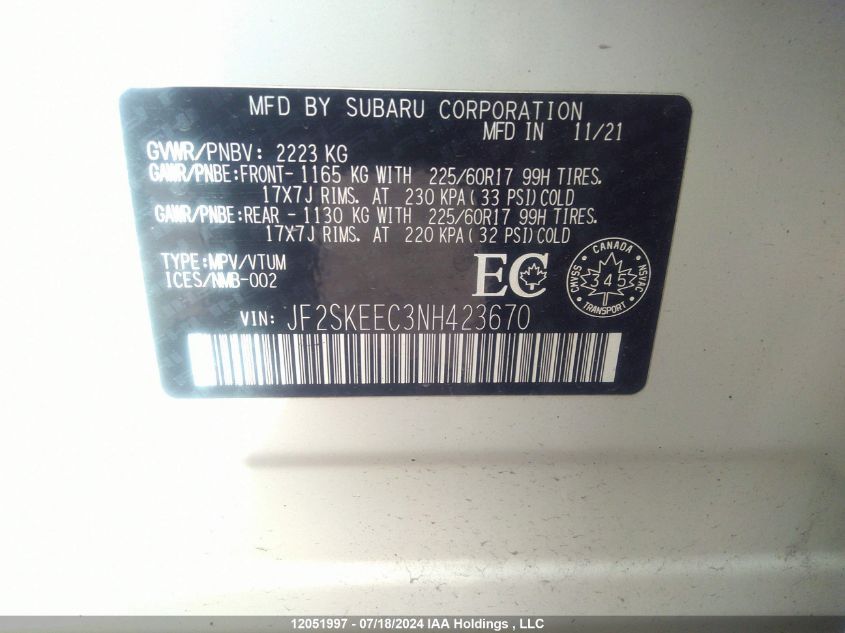 MFD BY SUBARU CORPORATION
MFD IN 11/21
GVWR/PNBV: 2223 KG
GAWR/PNBE:FRONT-1165 KG WITH 225/60R17 99H TIRES.
17X7J RIMS. AT 230 KPA(33 PSI)COLD
GAWR/PNBE:REAR -1130 KG WITH 225/60R17 99H TIRES.
17X7J RIMS. AT 220 KPA(32 PSI)COLD
TYPE:MPV/VTUM
ICES/NMB-002
EC
CANADA
CMVSS 345 NSVAC
TRANSPORT
VIN: JF2SKEEC3NH423670
12051997 - 07/18/2024 IAA Holdings , LLC